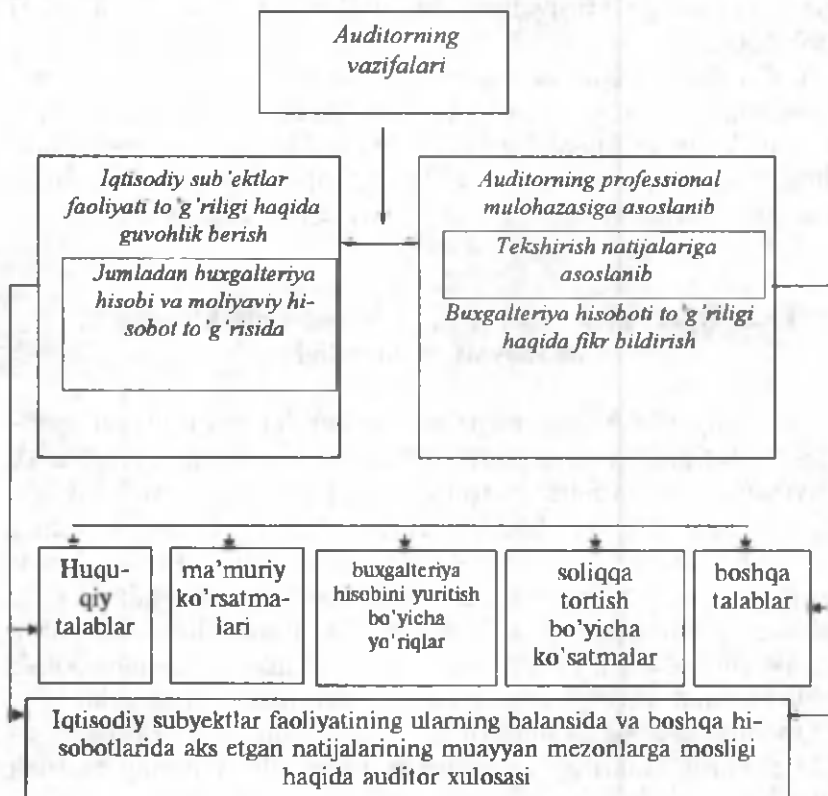 Auditorning
vazifalari
Iqtisodiy sub'ektlar
faoliyati to'g'riligi haqida
guvohlik berish
Jumladan buxgalteriya
hisobi va moliyaviy hi-
sobot to'g'risida
Auditorning professional
mulohazasiga asoslanib
Tekshirish natijalariga
asoslanib
Buxgalteriya hisoboti to'g'riligi
haqida fikr bildirish
Huqu-
qiy
talablar
ma'muriy
ko'rsatma-
lari
buxgalteriya
hisobini yuritish
bo'yicha
yo'riqlar
soliqqa
tortish
bo'yicha
ko'satmalar
boshqa
talablar
Iqtisodiy subyektlar faoliyatining ularning balansida va boshqa hi-
sobotlarida aks etgan natijalarining muayyan mezonlarga mosligi
haqida auditor xulosasi